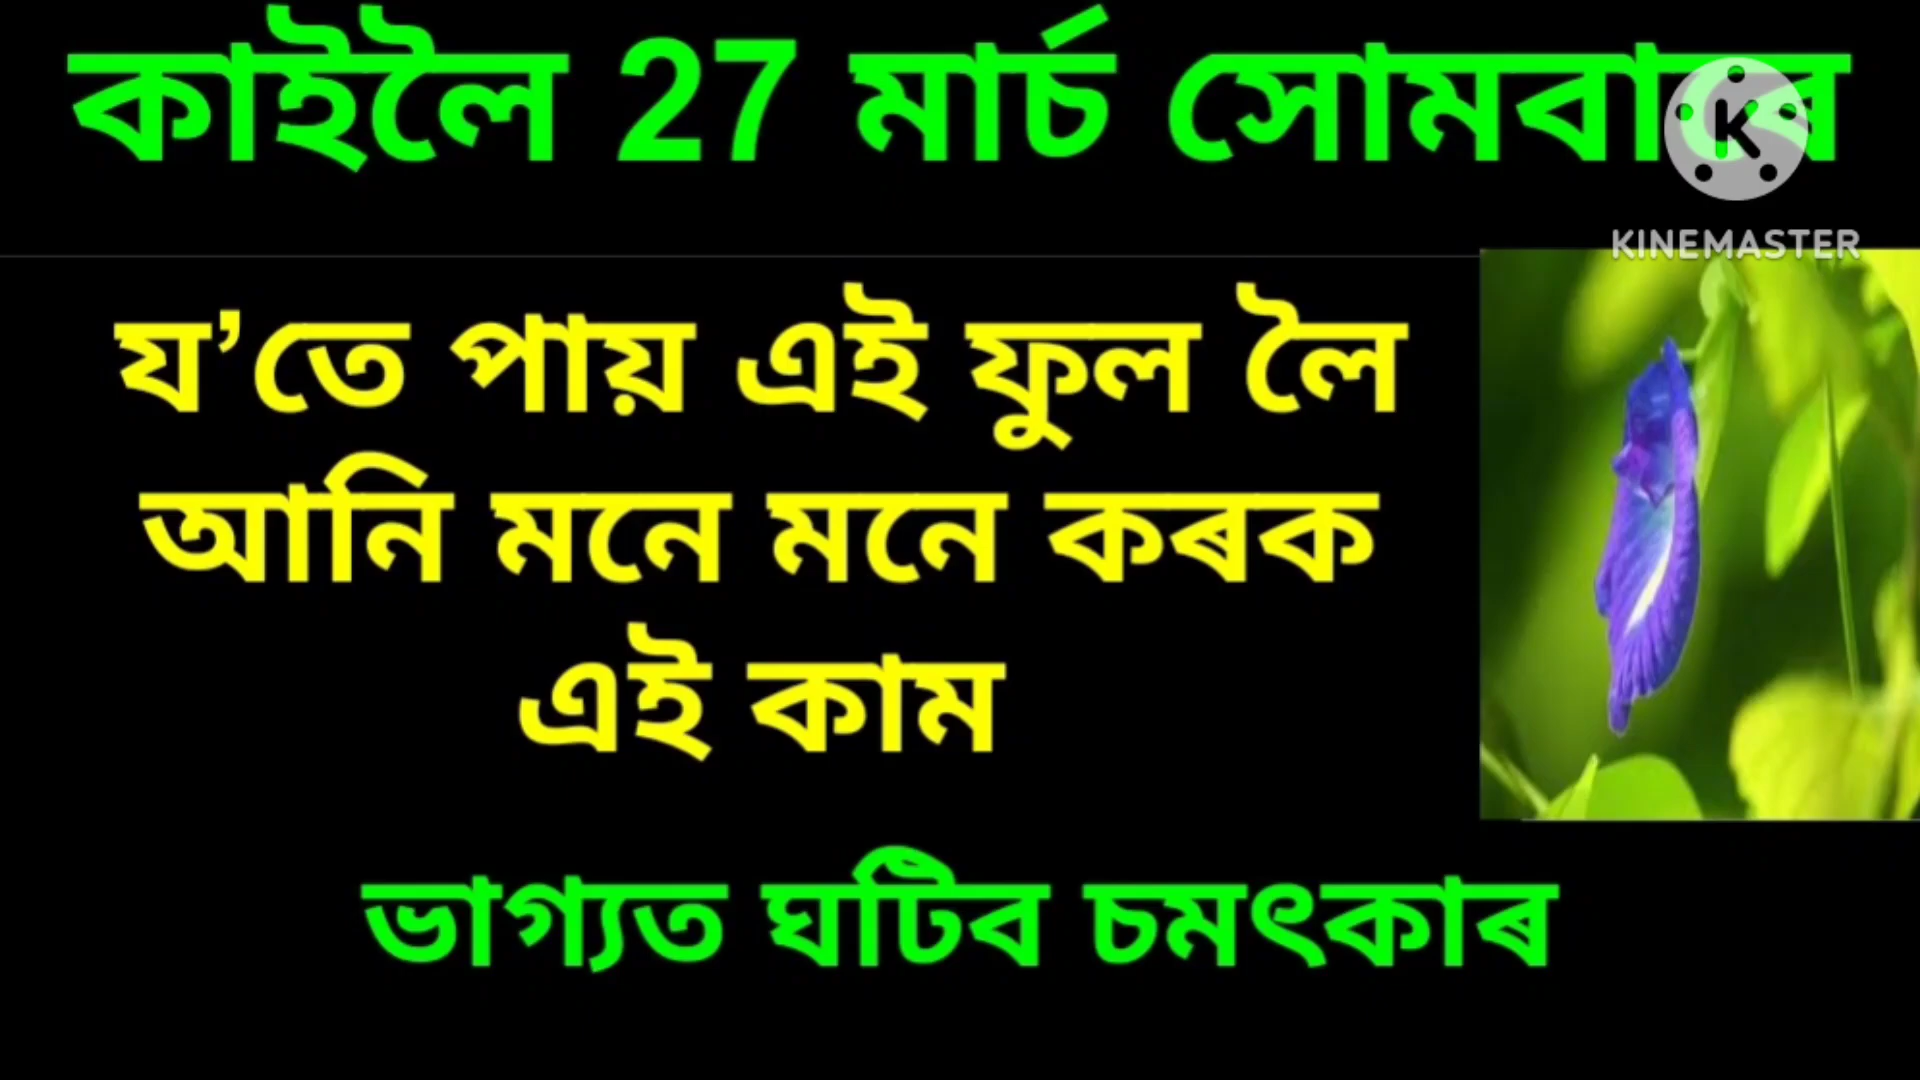 কাইলৈ 27 মাৰ্চ সোমবাৰে
KINEMASTER
য’তে পায় এই ফুল লৈ
আনি মনে মনে কৰক
এই কাম
ভাগ্যত ঘটিব চমৎকাৰ